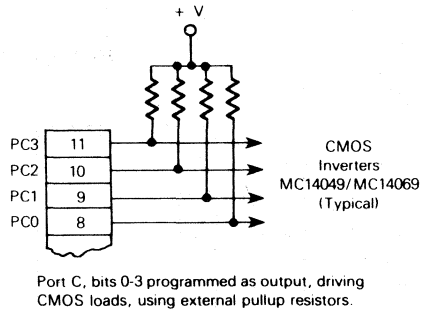 + V
PC3 11
PC2 10
PC1 9
PC0 8
CMOS
Inverters
MC14049/MC14069
(Typical)
Port C, bits 0-3 programmed as output, driving
CMOS loads, using external pullup resistors.